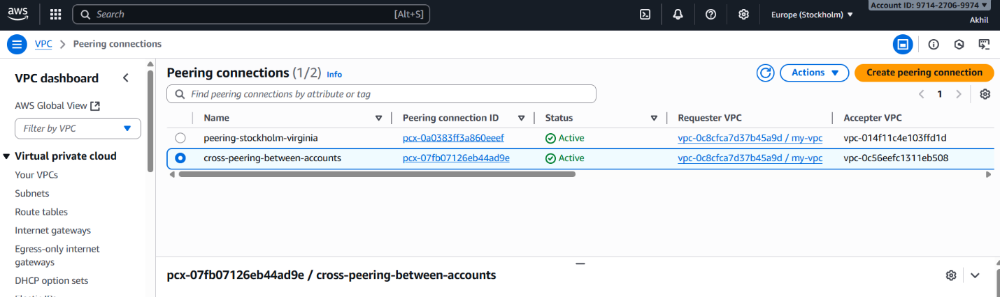 aws
Search [Alt+S]
Europe (Stockholm)
Account ID: 9714-2706-9974
Akhil
VPC Peering connections
VPC dashboard
AWS Global View
Filter by VPC
Virtual private cloud
Your VPCs
Subnets
Route tables
Internet gateways
Egress-only internet
gateways
DHCP option sets
Peering connections (1/2) Info
Actions
Create peering connection
Find peering connections by attribute or tag
1
Name Peering connection ID Status Requester VPC Accepter VPC
peering-stockholm-virginia pcx-0a0383ff3a860eeef Active vpc-0c8cfca7d37b45a9d / my-vpc vpc-014f11c4e103ffd1d
cross-peering-between-accounts pcx-07fb07126eb44ad9e Active vpc-0c8cfca7d37b45a9d / my-vpc vpc-0c56eefc1311eb508
pcx-07fb07126eb44ad9e / cross-peering-between-accounts